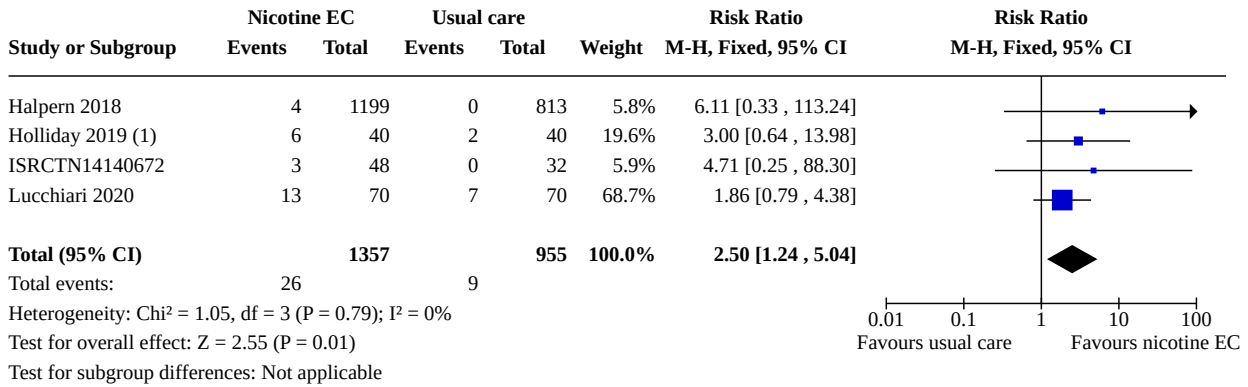 Nicotine EC Usual care Risk Ratio Risk Ratio
Study or Subgroup Events Total Events Total Weight M-H, Fixed, 95% CI M-H, Fixed, 95% CI
Halpern 2018 4 1199 0 813 5.8% 6.11 [0.33 , 113.24]
Holliday 2019 (1) 6 40 2 40 19.6% 3.00 [0.64 , 13.98]
ISRCTN14140672 3 48 0 32 5.9% 4.71 [0.25 , 88.30]
Lucchiari 2020 13 70 7 70 68.7% 1.86 [0.79 , 4.38]
Total (95% CI) 1357 955 100.0% 2.50 [1.24 , 5.04]
Total events: 26 9
Heterogeneity: Chi² = 1.05, df = 3 (P = 0.79); I² = 0%
0.01 0.1 1 10 100
Test for overall effect: Z = 2.55 (P = 0.01)
Favours usual care Favours nicotine EC
Test for subgroup differences: Not applicable